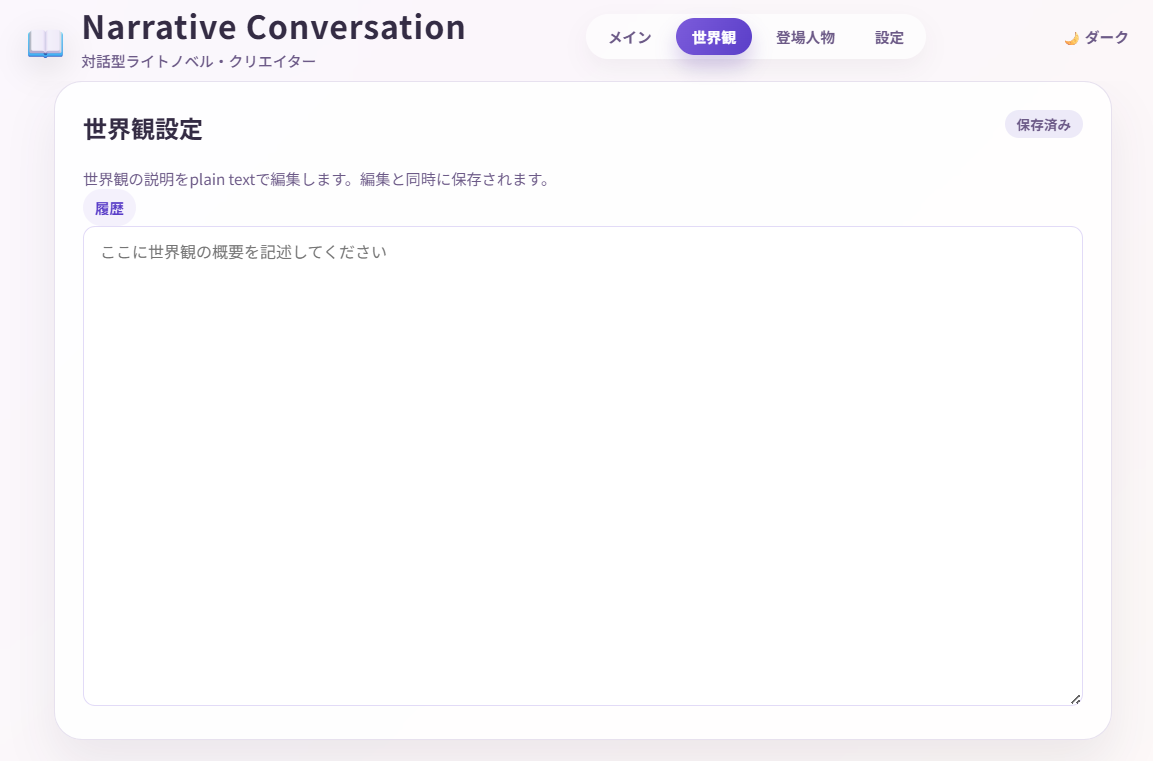 Narrative Conversation
対話型ライトノベル・クリエイター
メイン
世界観
登場人物
設定
🌙 ダーク
世界観設定
保存済み
世界観の説明をplain textで編集します。編集と同時に保存されます。
履歴
ここに世界観の概要を記述してください